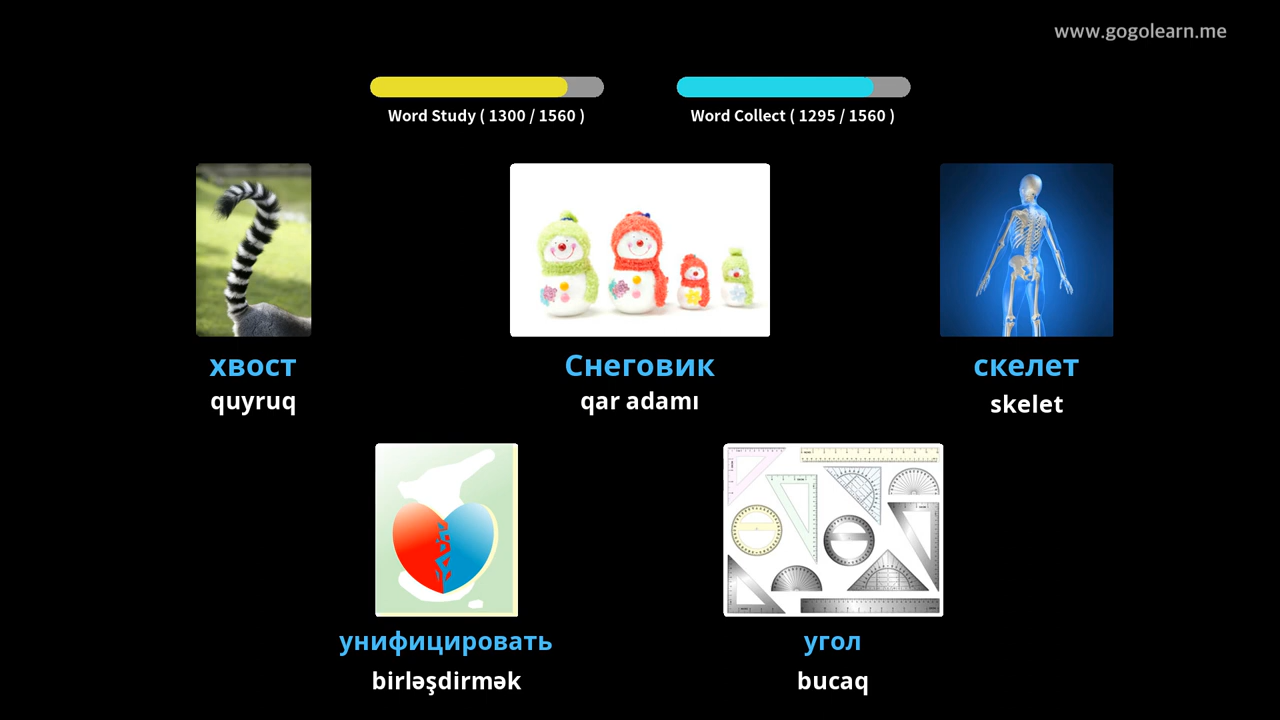 www.gogolearn.me
Word Study ( 1300 / 1560 )
Word Collect ( 1295 / 1560 )
хвост
Снеговик
скелет
quyruq
qar adamı
skelet
унифицировать
угол
birləşdirmək
bucaq